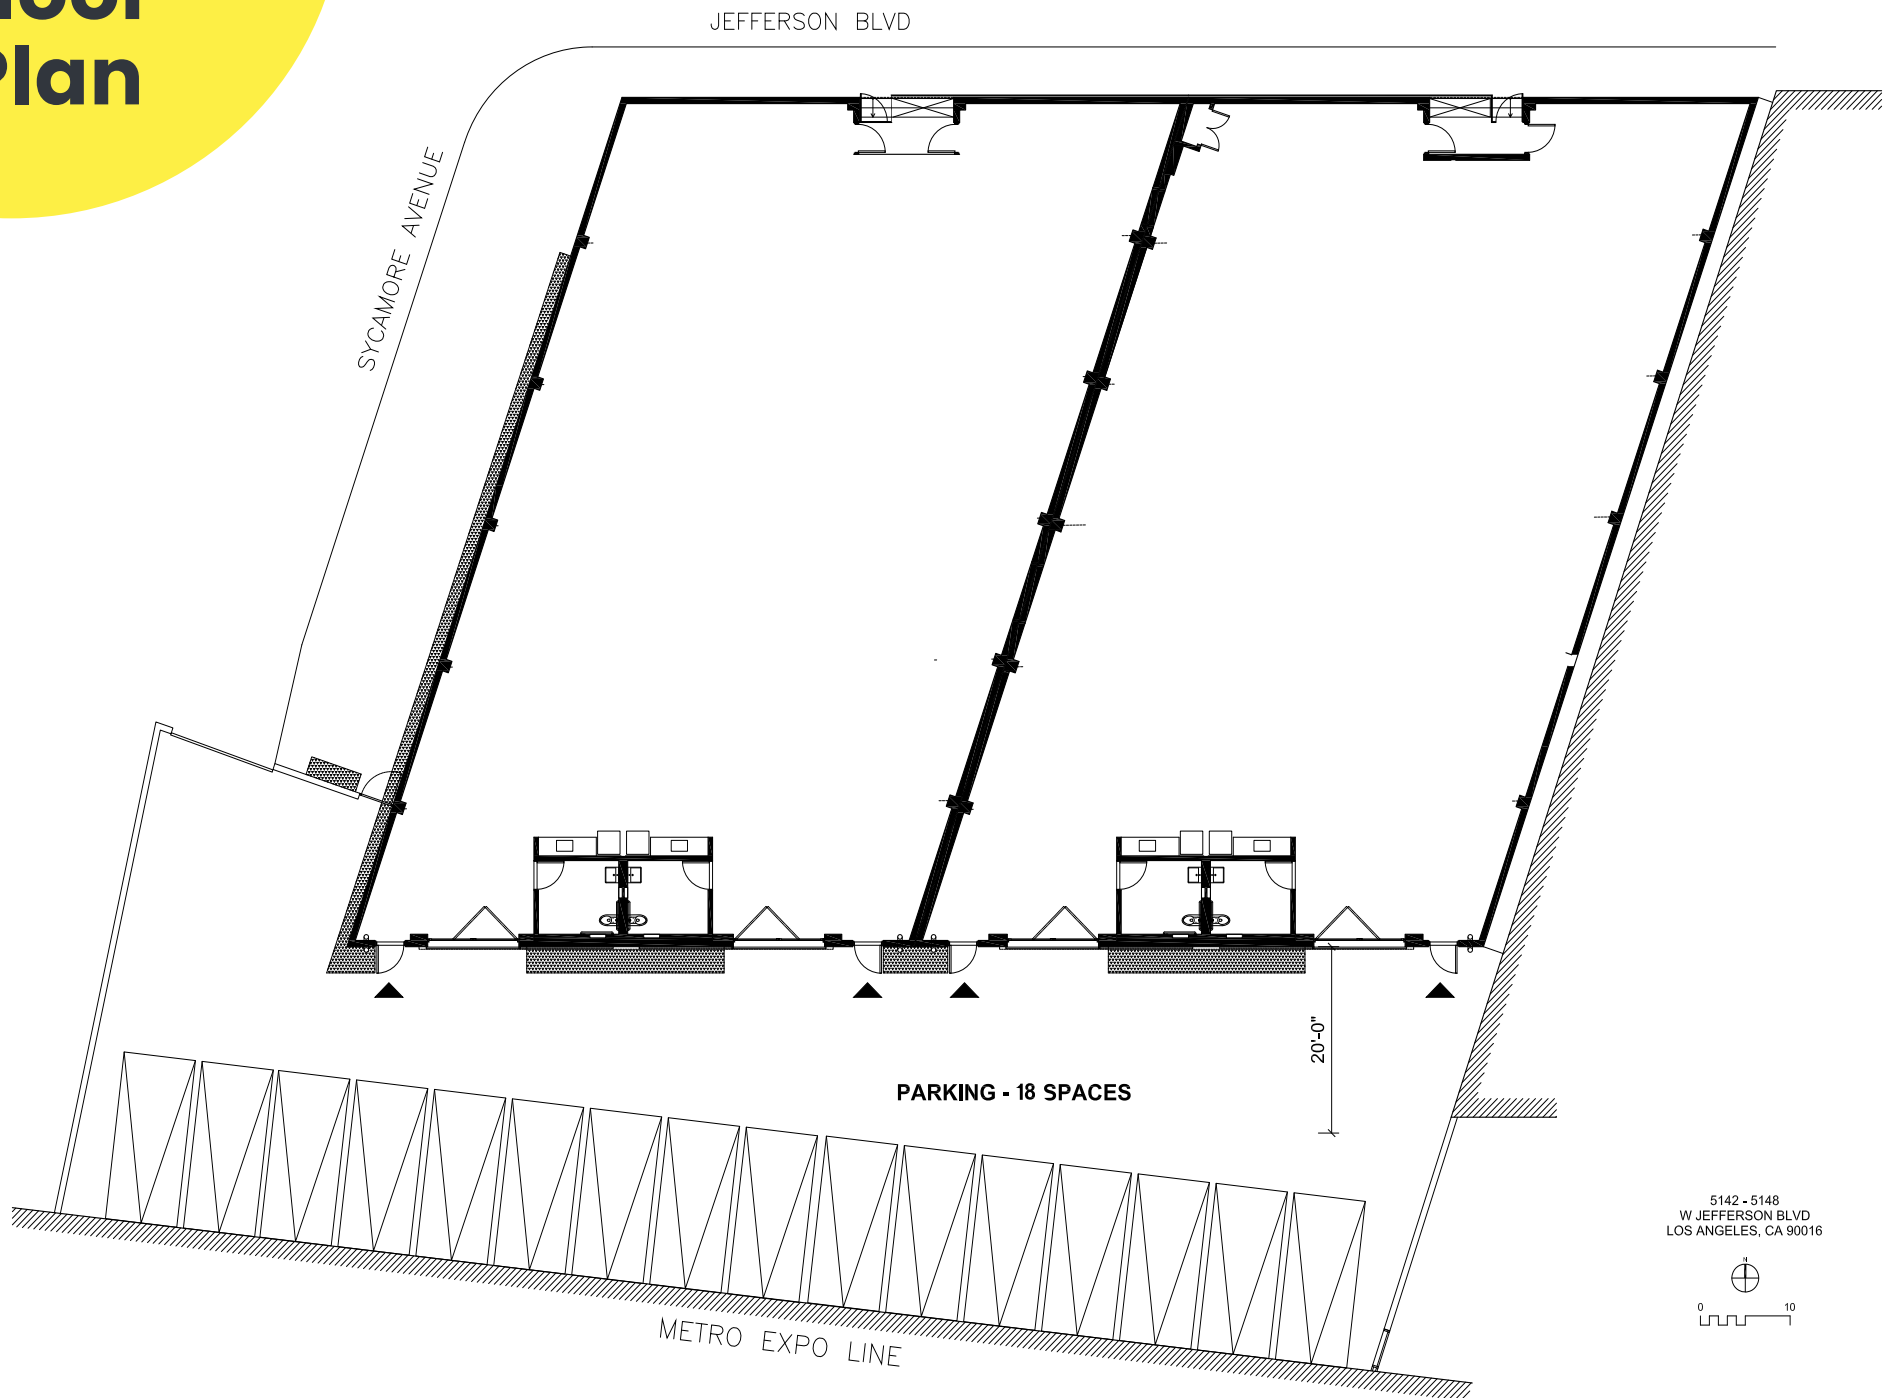 Plan
JEFFERSON BLVD
SYCAMORE AVENUE
20'-0"
PARKING - 18 SPACES
METRO EXPO LINE
5142 - 5148
W JEFFERSON BLVD
LOS ANGELES, CA 90016
N
0 10